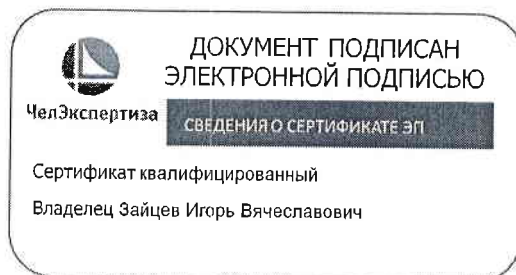 ДОКУМЕНТ ПОДПИСАН
ЭЛЕКТРОННОЙ ПОДПИСЬЮ
ЧелЭкспертиза
СВЕДЕНИЯ О СЕРТИФИКАТЕ ЭП
Сертификат квалифицированный
Владелец Зайцев Игорь Вячеславович